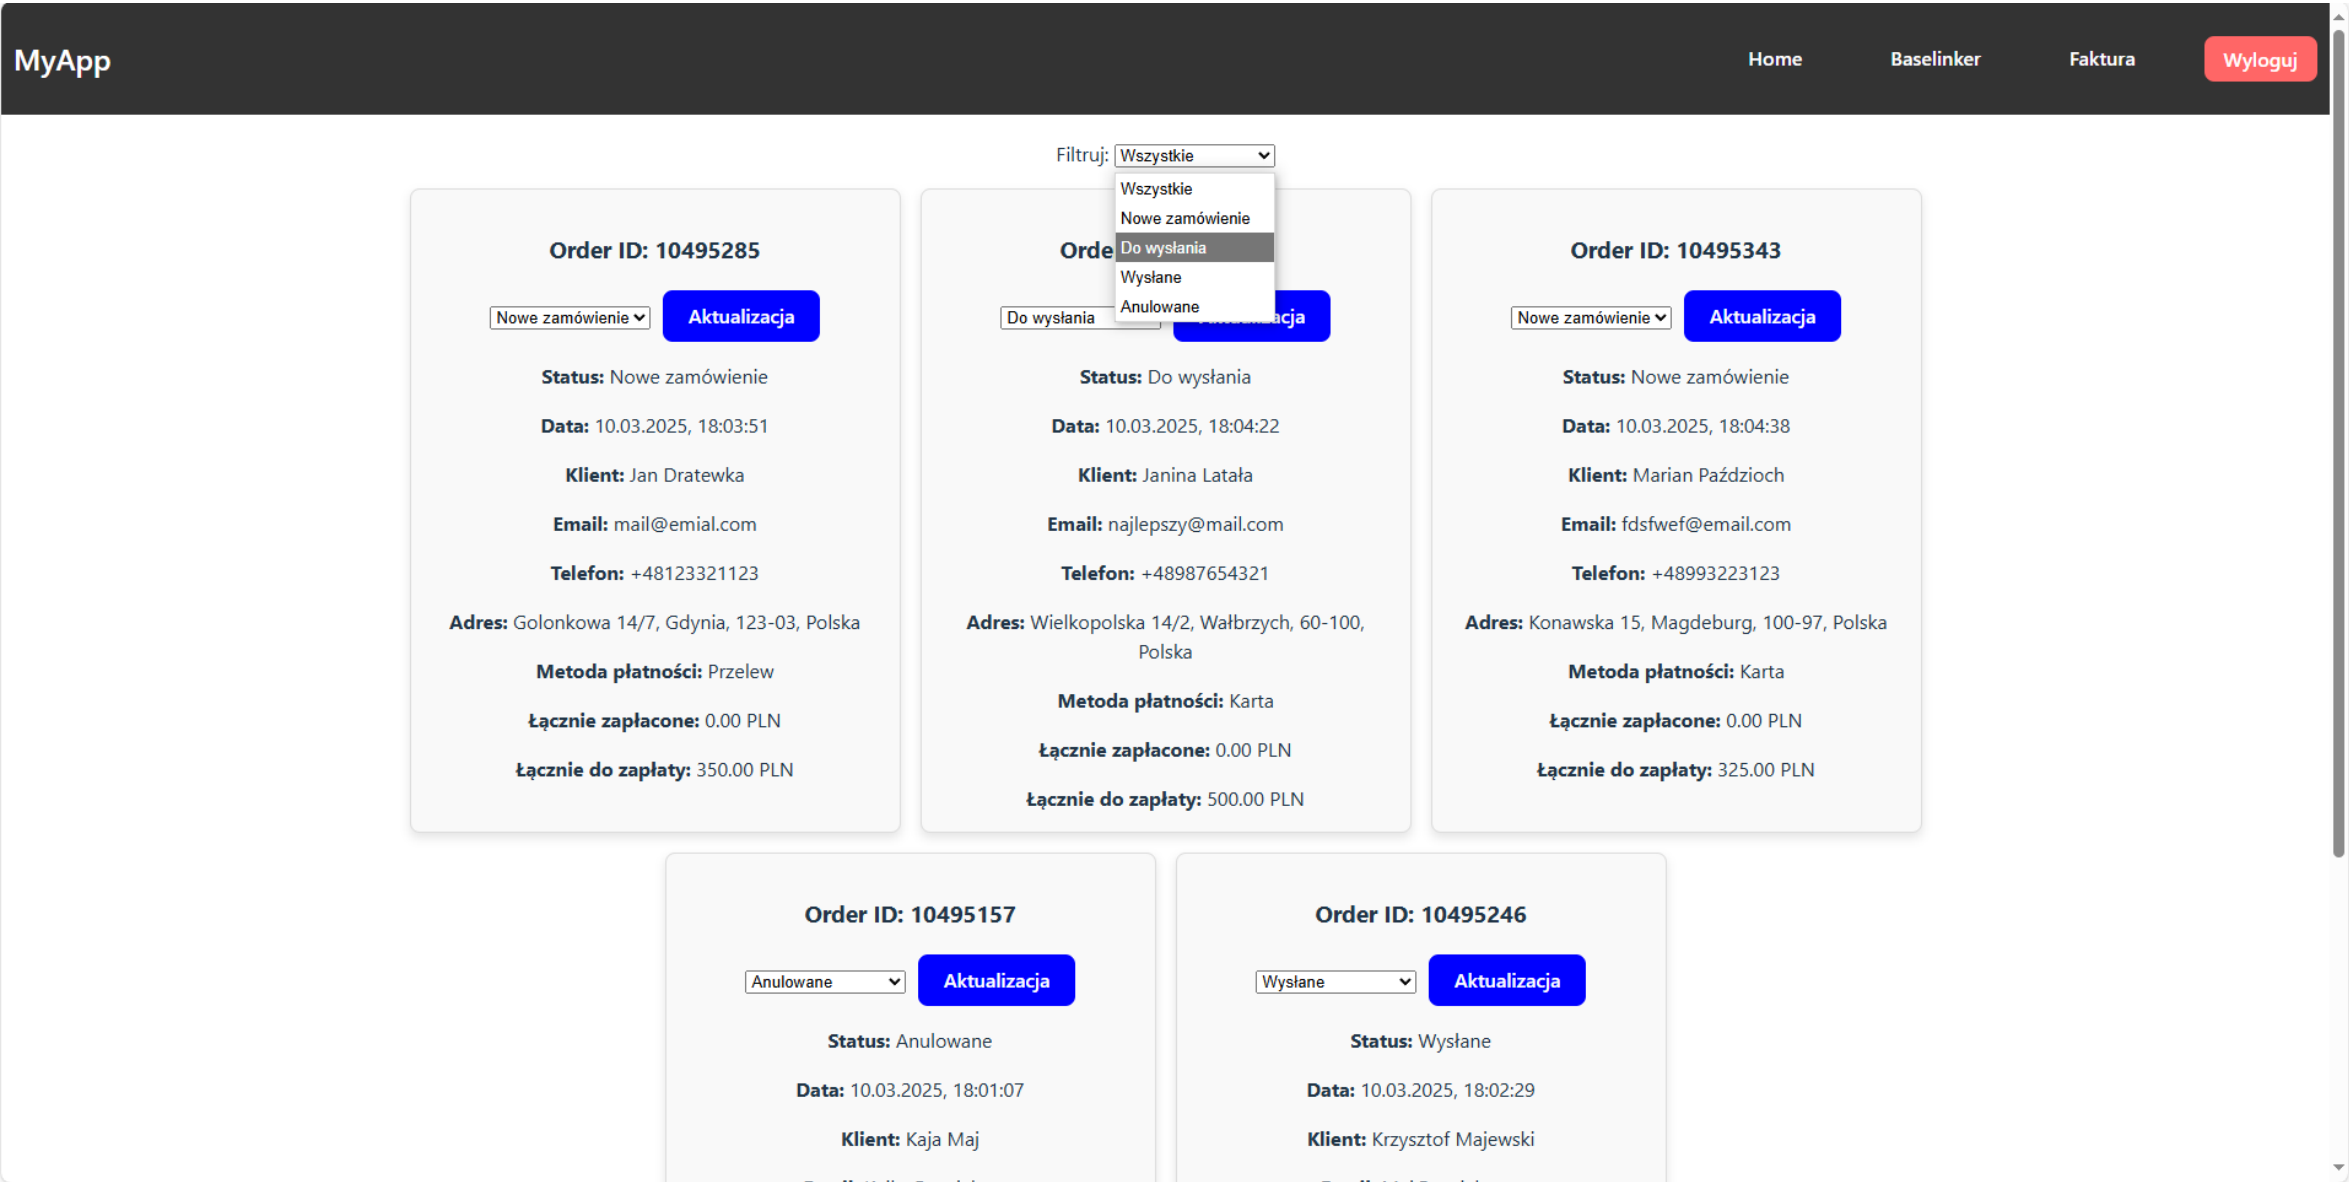 MyApp
Home
Baselinker
Faktura
Wyloguj
Filtruj: Wszystkie
Wszystkie
Nowe zamówienie
Do wysłania
Wysłane
Anulowane
Order ID: 10495285
Nowe zamówienie
Aktualizacja
Status: Nowe zamówienie
Data: 10.03.2025, 18:03:51
Klient: Jan Dratewka
Email: mail@emial.com
Telefon: +48123321123
Adres: Golonkowa 14/7, Gdynia, 123-03, Polska
Metoda płatności: Przelew
Łącznie zapłacone: 0.00 PLN
Łącznie do zapłaty: 350.00 PLN
Do wysłania
Status: Do wysłania
Data: 10.03.2025, 18:04:22
Klient: Janina Latała
Email: najlepszy@mail.com
Telefon: +48987654321
Adres: Wielkopolska 14/2, Wałbrzych, 60-100,
Polska
Metoda płatności: Karta
Łącznie zapłacone: 0.00 PLN
Łącznie do zapłaty: 500.00 PLN
Order ID: 10495343
Nowe zamówienie
Aktualizacja
Status: Nowe zamówienie
Data: 10.03.2025, 18:04:38
Klient: Marian Paździoch
Email: fdsfwef@email.com
Telefon: +48993223123
Adres: Konawska 15, Magdeburg, 100-97, Polska
Metoda płatności: Karta
Łącznie zapłacone: 0.00 PLN
Łącznie do zapłaty: 325.00 PLN
Order ID: 10495157
Anulowane
Aktualizacja
Status: Anulowane
Data: 10.03.2025, 18:01:07
Klient: Kaja Maj
Order ID: 10495246
Wysłane
Aktualizacja
Status: Wysłane
Data: 10.03.2025, 18:02:29
Klient: Krzysztof Majewski